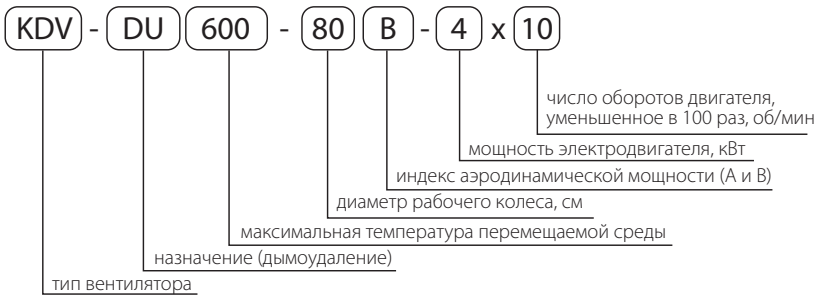 KDV - DU 600 - 80 B - 4 x 10
число оборотов двигателя,
уменьшенное в 100 раз, об/мин
мощность электродвигателя, кВт
индекс аэродинамической мощности (А и В)
диаметр рабочего колеса, см
максимальная температура перемещаемой среды
назначение (дымоудаление)
тип вентилятора